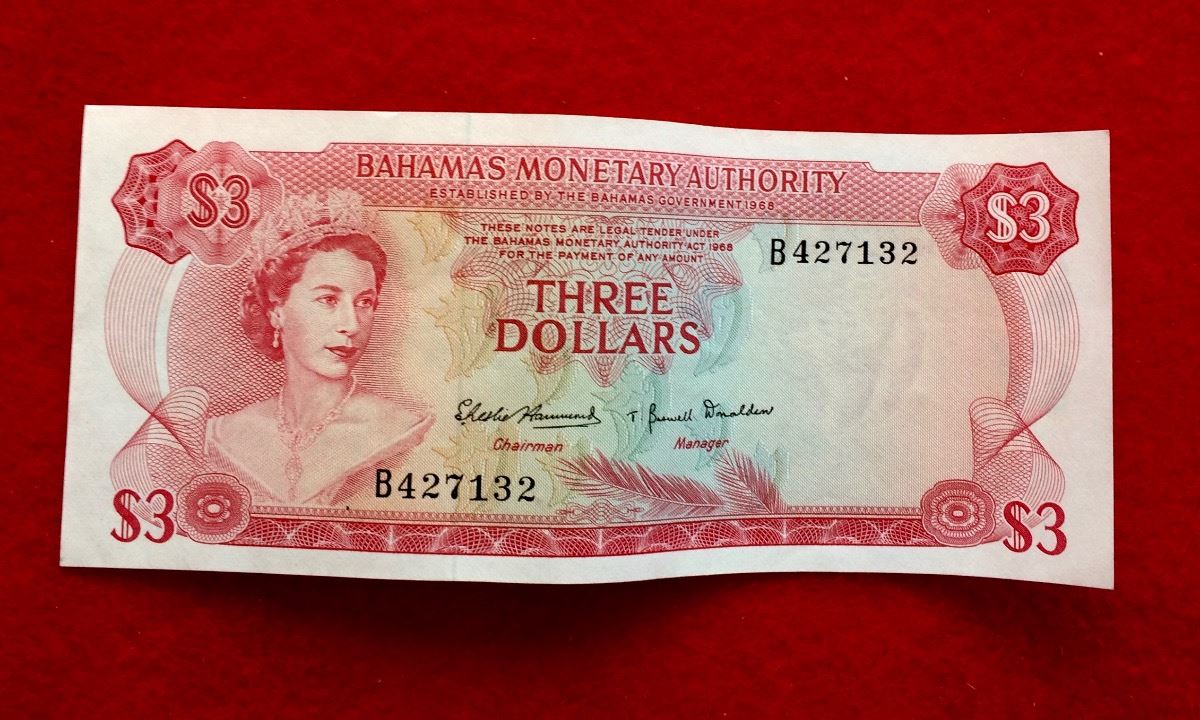 BAHAMAS MONETARY AUTHORITY
ESTABLISHED BY THE BAHAMAS GOVERNMENT 1968
$3
$3
THESE NOTES ARE LEGAL TENDER UNDER
THE BAHAMAS MONETARY AUTHORITY ACT 1968
FOR THE PAYMENT OF ANY AMOUNT
B427132
THREE
DOLLARS
Chairman
Manager
B427132
$3
$3